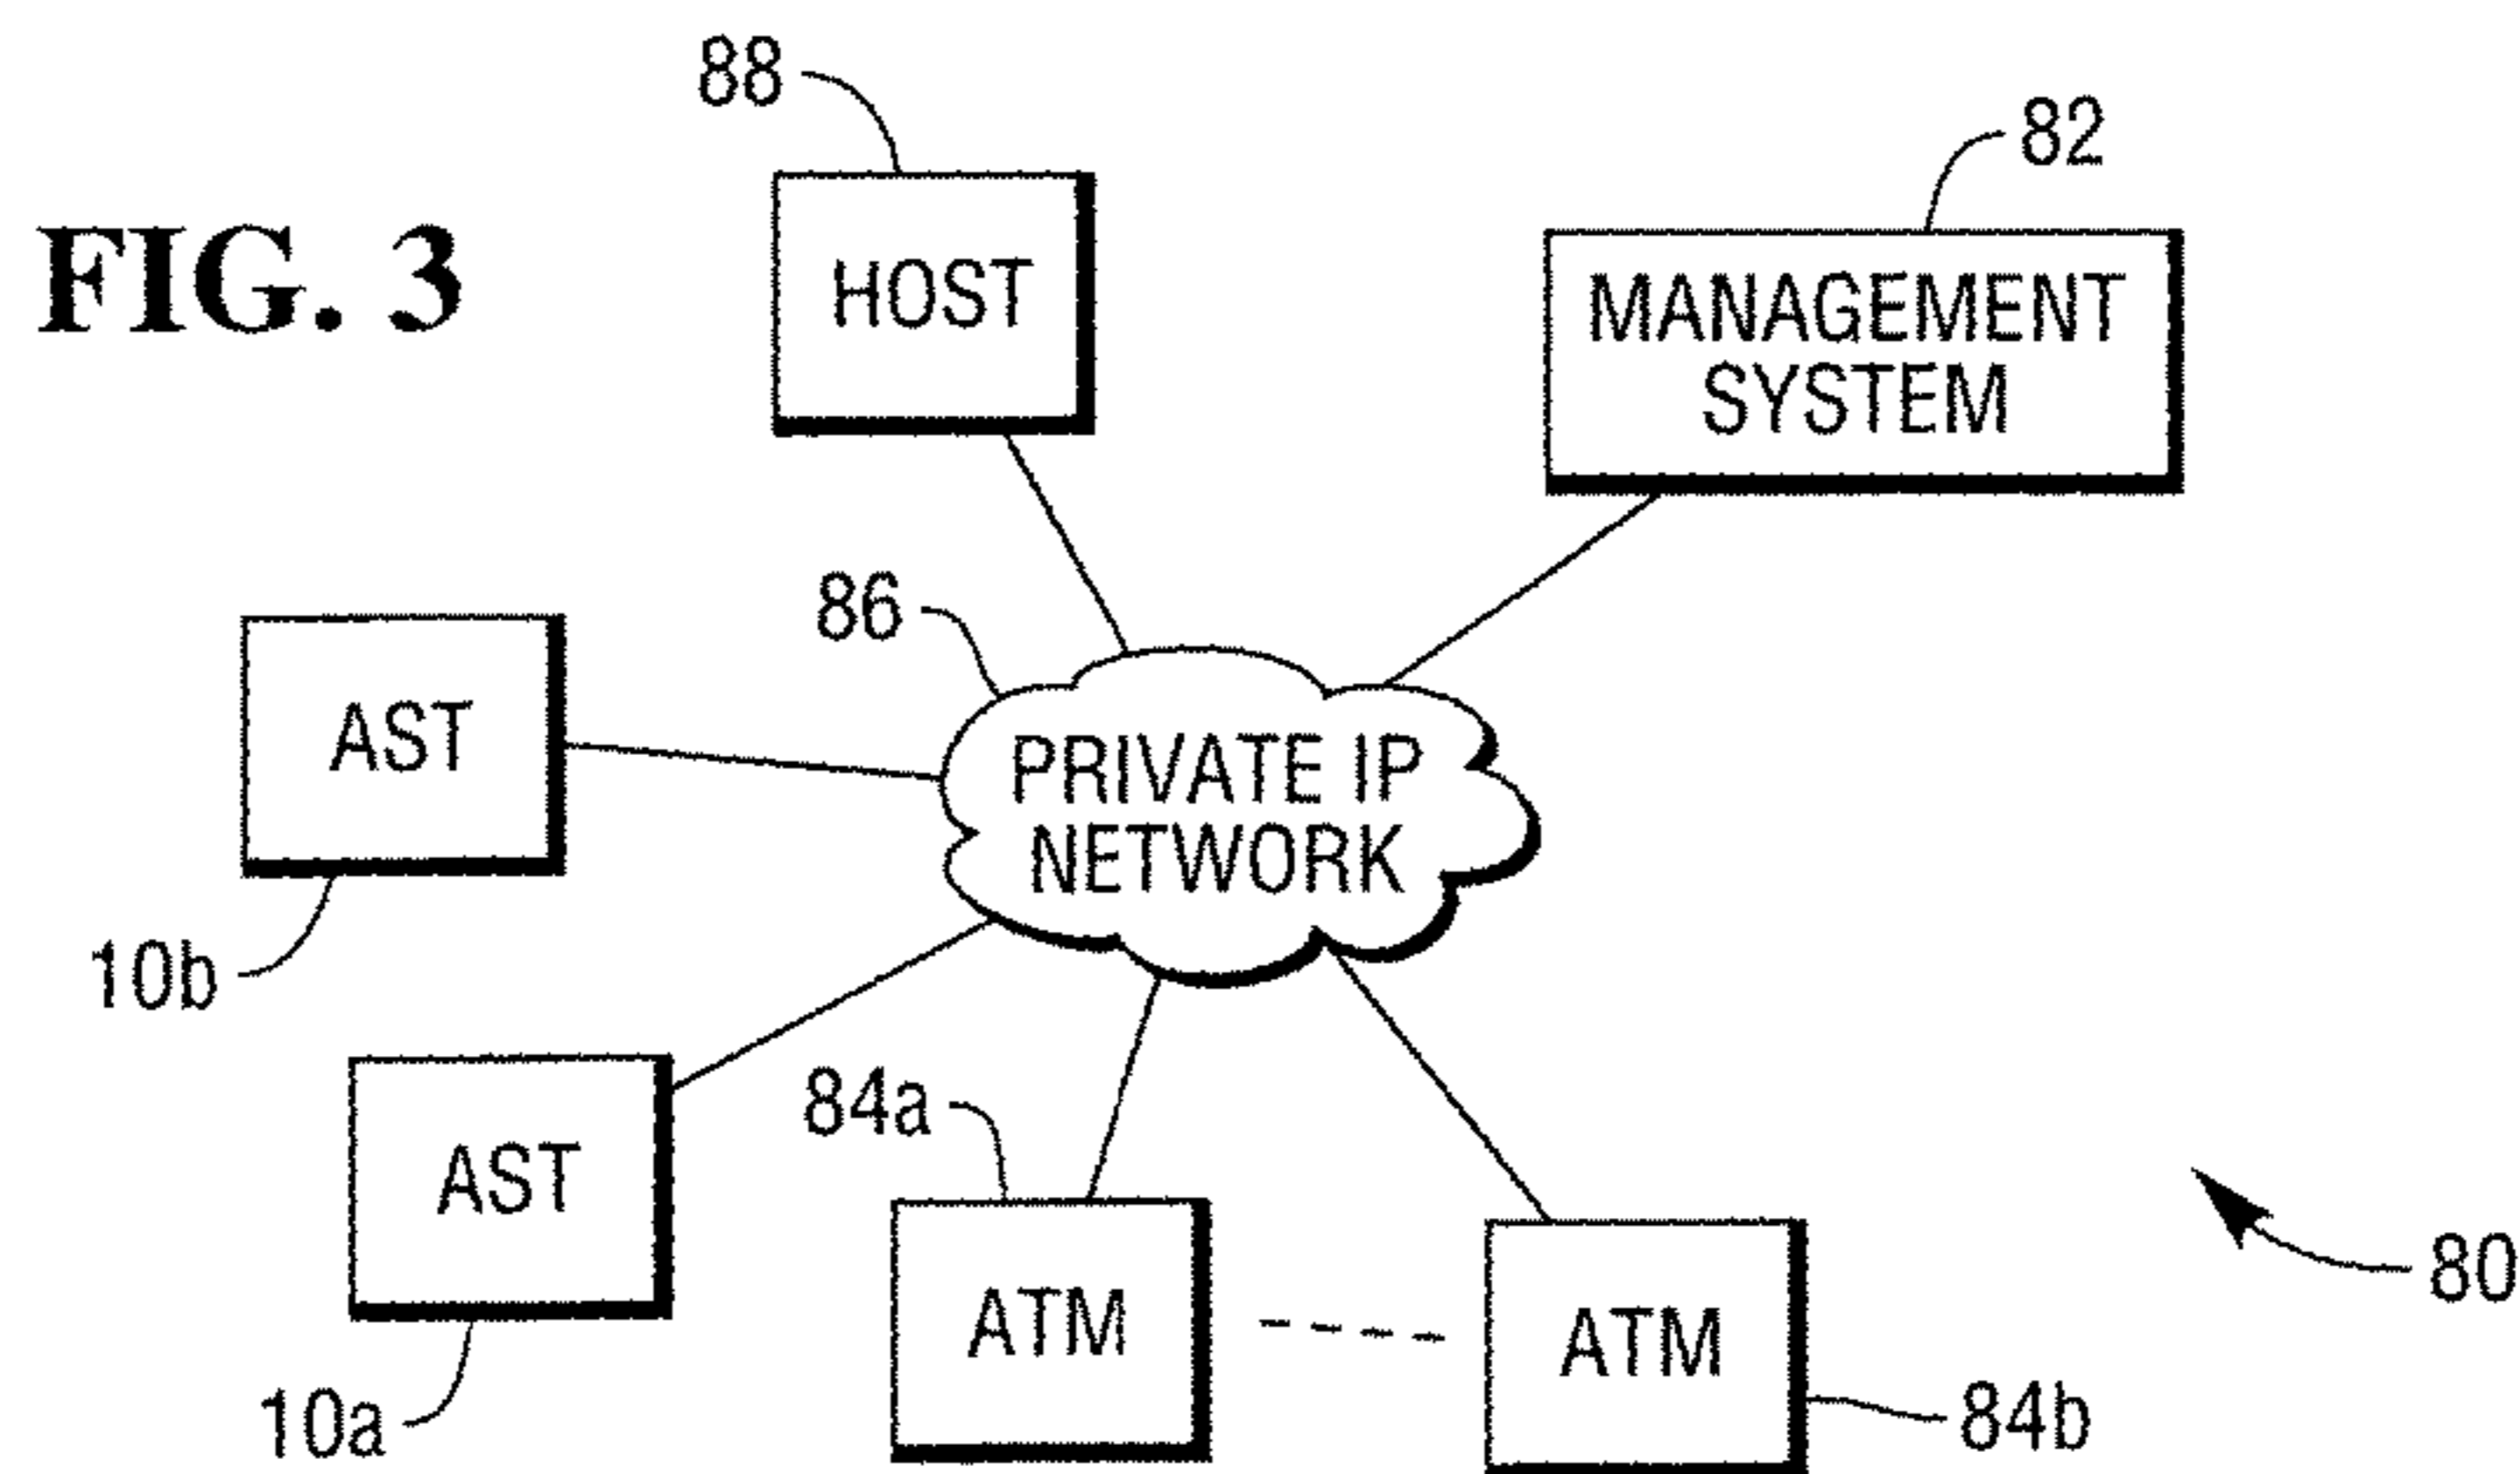 88
82
FIG. 3
HOST
MANAGEMENT
SYSTEM
86
AST
PRIVATE IP
NETWORK
10b
84a
AST
ATM
ATM
80
10a
84b